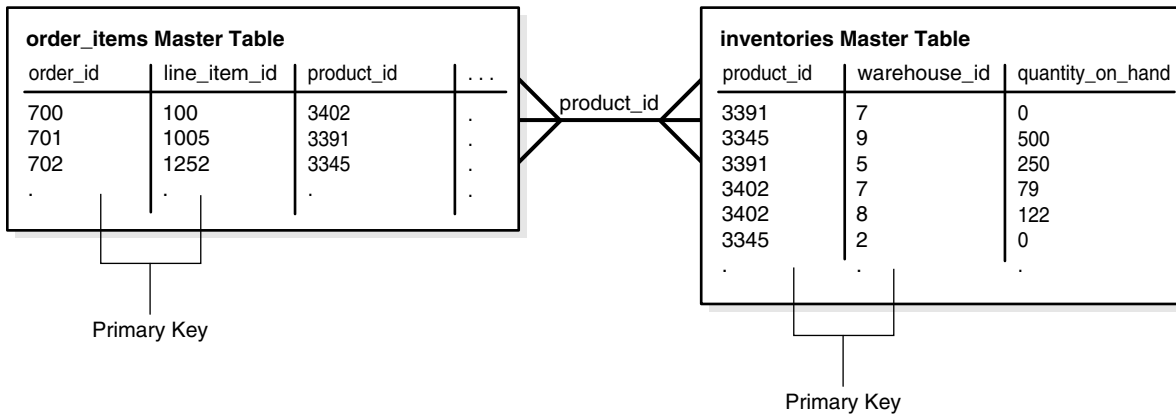 order_items Master Table
order_id line_item_id product_id . . .
700 100 3402 .
701 1005 3391 .
702 1252 3345 .
. . . .
Primary Key
product_id
inventories Master Table
product_id warehouse_id quantity_on_hand
3391 7 0
3345 9 500
3391 5 250
3402 7 79
3402 8 122
3345 2 0
. . .
Primary Key